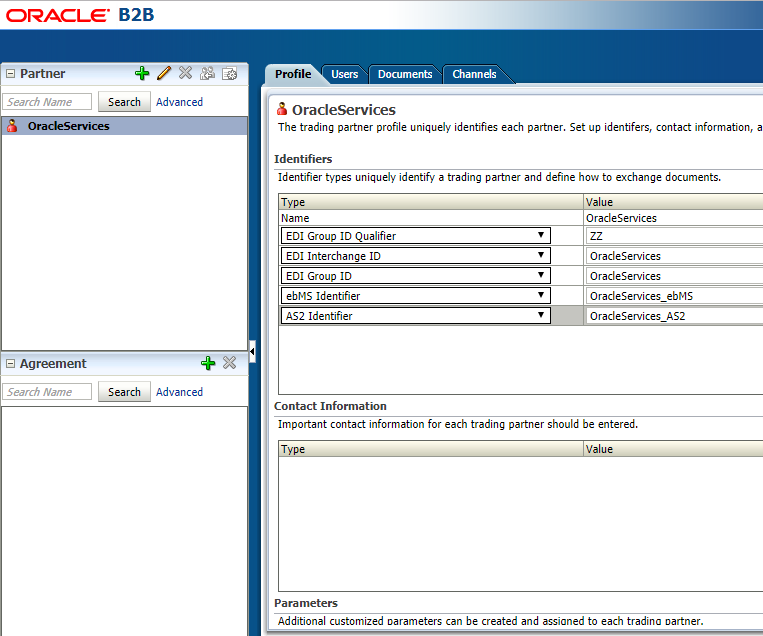 ORACLE B2B
Partner
Search Name Search Advanced
OracleServices
Agreement
Search Name Search Advanced
Profile Users Documents Channels
OracleServices
The trading partner profile uniquely identifies each partner. Set up identifers, contact information, a
Identifiers
Identifier types uniquely identify a trading partner and define how to exchange documents.
Type Value
Name OracleServices
EDI Group ID Qualifier ZZ
EDI Interchange ID OracleServices
EDI Group ID OracleServices
ebMS Identifier OracleServices_ebMS
AS2 Identifier OracleServices_AS2
Contact Information
Important contact information for each trading partner should be entered.
Type Value
Parameters
Additional customized parameters can be created and assigned to each trading partner.